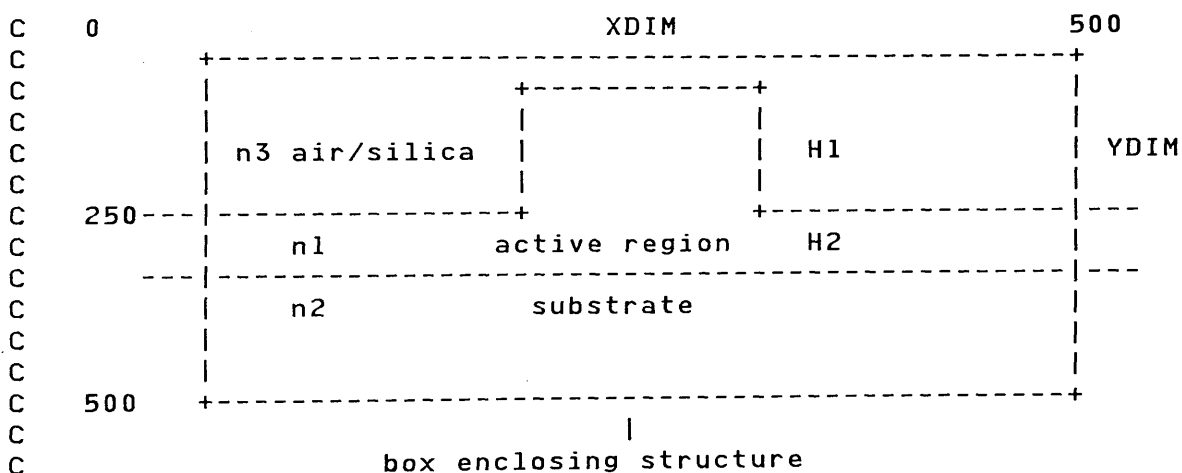 C    0                               XDIM                         500
C           +---------------------------------------------------+
C           |                  +-------------+                  |
C           |                  |             |                  |
C           | n3 air/silica    |             |  H1              | YDIM
C           |                  |             |                  |
C    250---|------------------+             +------------------|---
C           |    n1          active region      H2              |
C       ---|---------------------------------------------------|---
C           |    n2             substrate                       |
C           |                                                   |
C           |                                                   |
C    500    +---------------------------------------------------+
C                                    |
C                      box enclosing structure